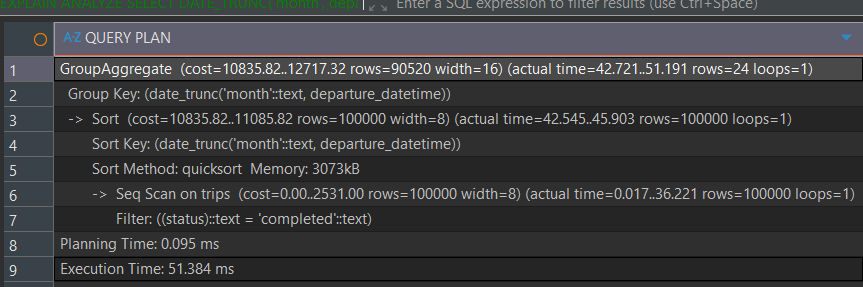 EXPLAIN ANALYZE SELECT DATE_TRUNC('month', dep Enter a SQL expression to filter results (use Ctrl+Space)
A-Z QUERY PLAN
1 GroupAggregate (cost=10835.82..12717.32 rows=90520 width=16) (actual time=42.721..51.191 rows=24 loops=1)
2 Group Key: (date_trunc('month'::text, departure_datetime))
3 -> Sort (cost=10835.82..11085.82 rows=100000 width=8) (actual time=42.545..45.903 rows=100000 loops=1)
4 Sort Key: (date_trunc('month'::text, departure_datetime))
5 Sort Method: quicksort Memory: 3073kB
6 -> Seq Scan on trips (cost=0.00..2531.00 rows=100000 width=8) (actual time=0.017..36.221 rows=100000 loops=1)
7 Filter: ((status)::text = 'completed'::text)
8 Planning Time: 0.095 ms
9 Execution Time: 51.384 ms